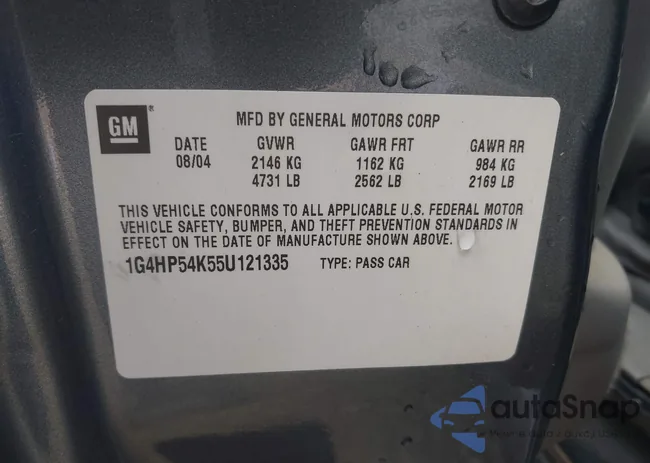 GM
MFD BY GENERAL MOTORS CORP
DATE GVWR GAWR FRT GAWR RR
08/04 2146 KG 1162 KG 984 KG
4731 LB 2562 LB 2169 LB
THIS VEHICLE CONFORMS TO ALL APPLICABLE U.S. FEDERAL MOTOR
VEHICLE SAFETY, BUMPER, AND THEFT PREVENTION STANDARDS IN
EFFECT ON THE DATE OF MANUFACTURE SHOWN ABOVE.
1G4HP54K55U121335 TYPE: PASS CAR
autoSnap